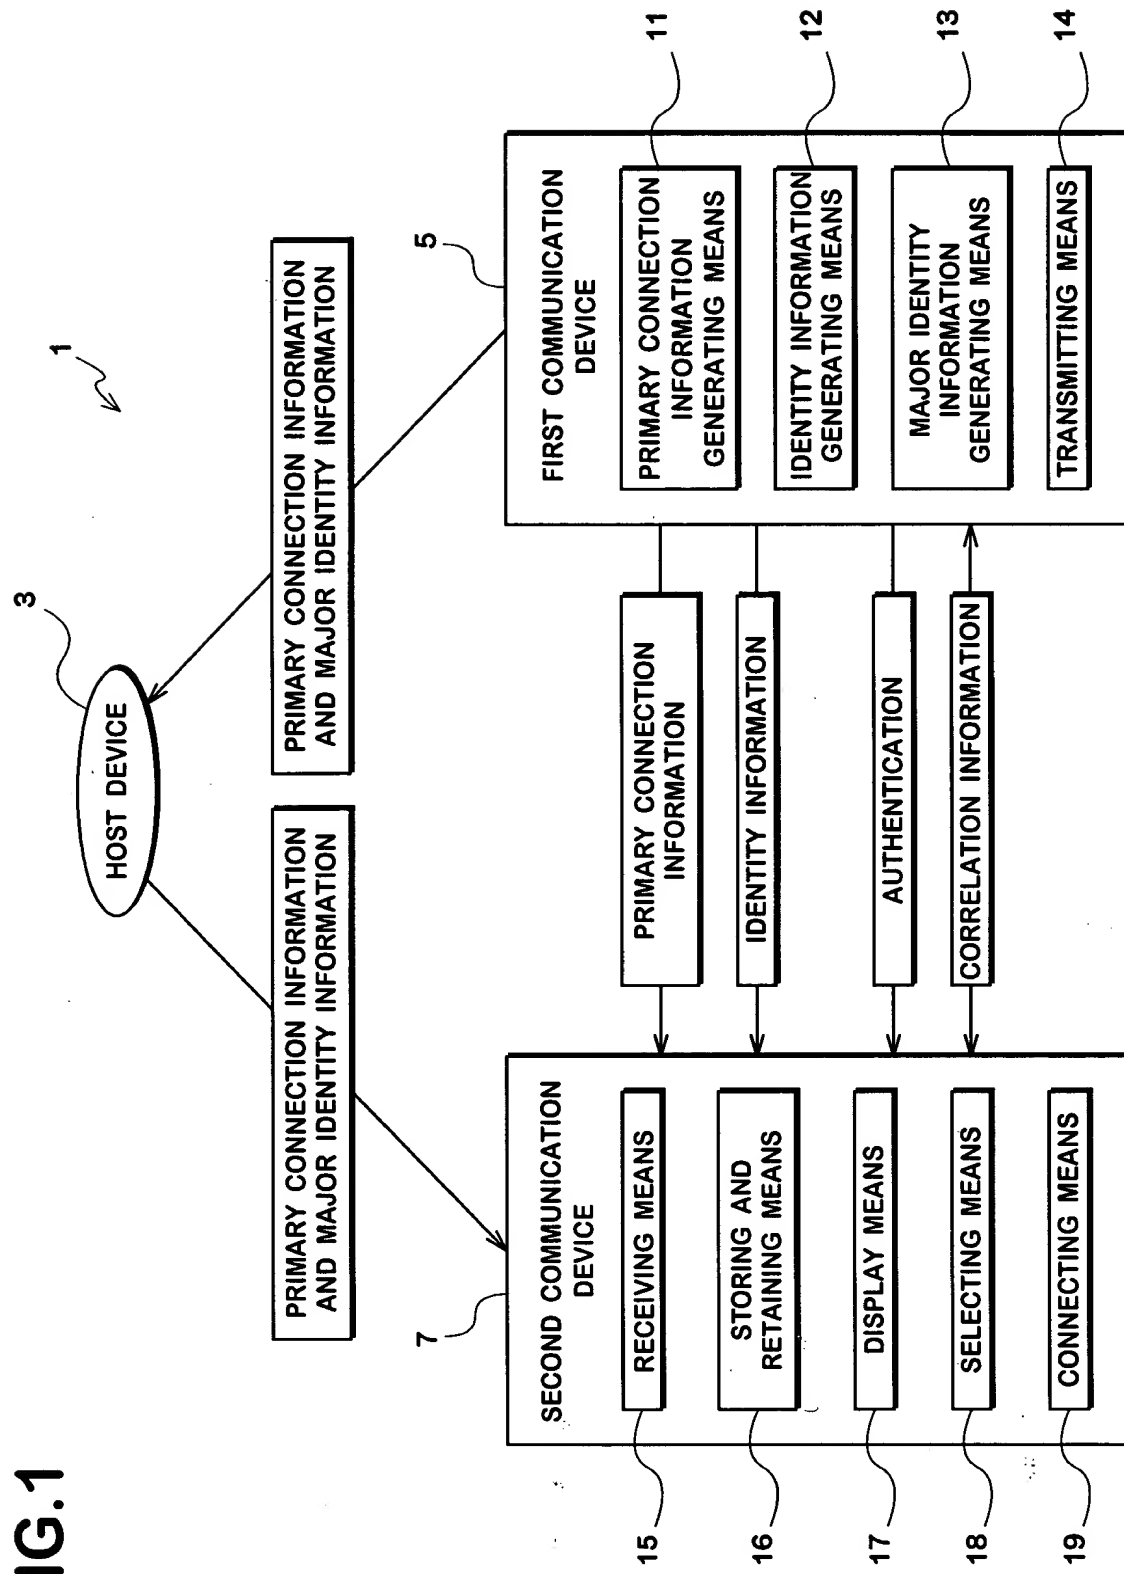 IG.1
1
3
HOST DEVICE
PRIMARY CONNECTION INFORMATION
AND MAJOR IDENTITY INFORMATION
PRIMARY CONNECTION INFORMATION
AND MAJOR IDENTITY INFORMATION
7
SECOND COMMUNICATION
DEVICE
15
RECEIVING MEANS
16
STORING AND
RETAINING MEANS
17
DISPLAY MEANS
18
SELECTING MEANS
19
CONNECTING MEANS
PRIMARY CONNECTION
INFORMATION
IDENTITY INFORMATION
AUTHENTICATION
CORRELATION INFORMATION
5
FIRST COMMUNICATION
DEVICE
PRIMARY CONNECTION
INFORMATION
GENERATING MEANS
11
IDENTITY INFORMATION
GENERATING MEANS
12
MAJOR IDENTITY
INFORMATION
GENERATING MEANS
13
TRANSMITTING MEANS
14